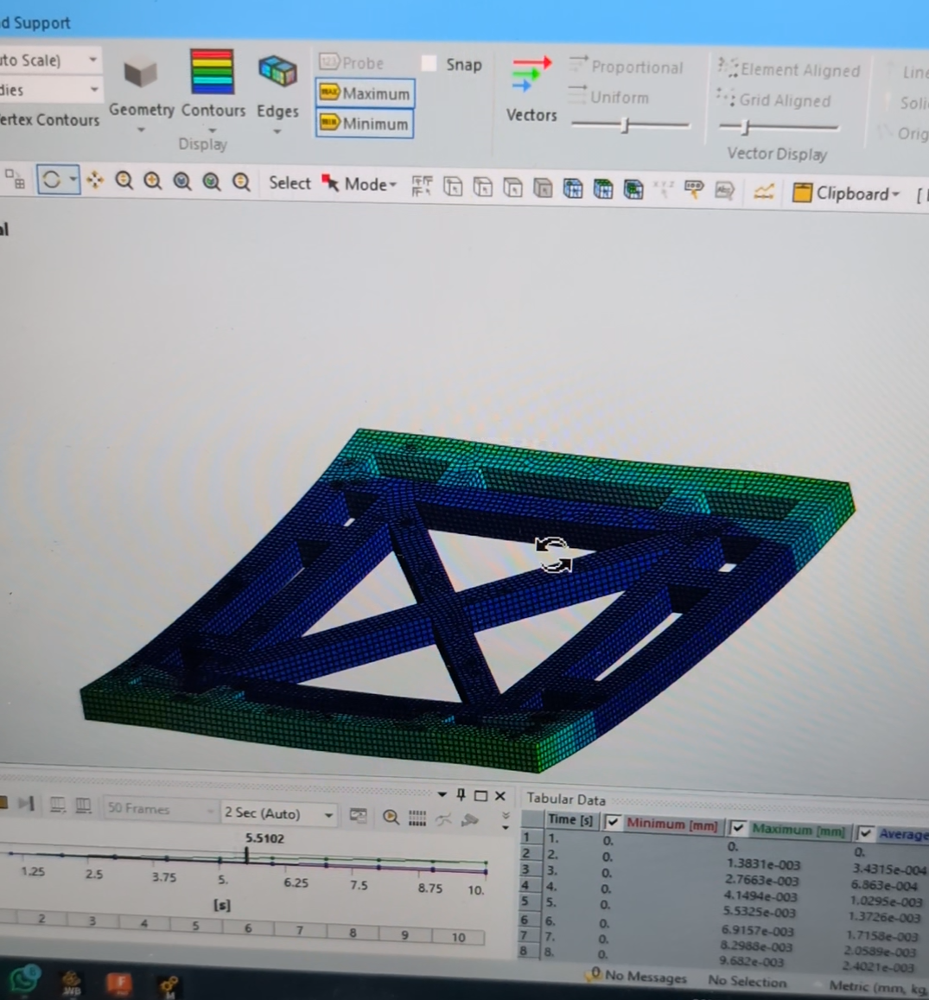 d Support
uto Scale)
dies
ertex Contours
Geometry
Contours
Edges
Display
Probe
Maximum
Minimum
Snap
Vectors
Proportional
Uniform
Element Aligned
Grid Aligned
Vector Display
Line
Soli
Orig
Select
Mode
Clipboard
[
al
50 Frames
2 Sec (Auto)
5.5102
1.25 2.5 3.75 5. 6.25 7.5 8.75 10.
[s]
2 3 4 5 6 7 8 9 10
Tabular Data
Time [s] Minimum [mm] Maximum [mm] Average
1 1. 0. 0. 0.
2 2. 0. 1.3831e-003 3.4315e-004
3 3. 0. 2.7663e-003 6.863e-004
4 4. 0. 4.1494e-003 1.0295e-003
5 5. 0. 5.5325e-003 1.3726e-003
6 6. 0. 6.9157e-003 1.7158e-003
7 7. 0. 8.2988e-003 2.0589e-003
8 8. 0. 9.682e-003 2.4021e-003
0 No Messages No Selection Metric (mm, kg